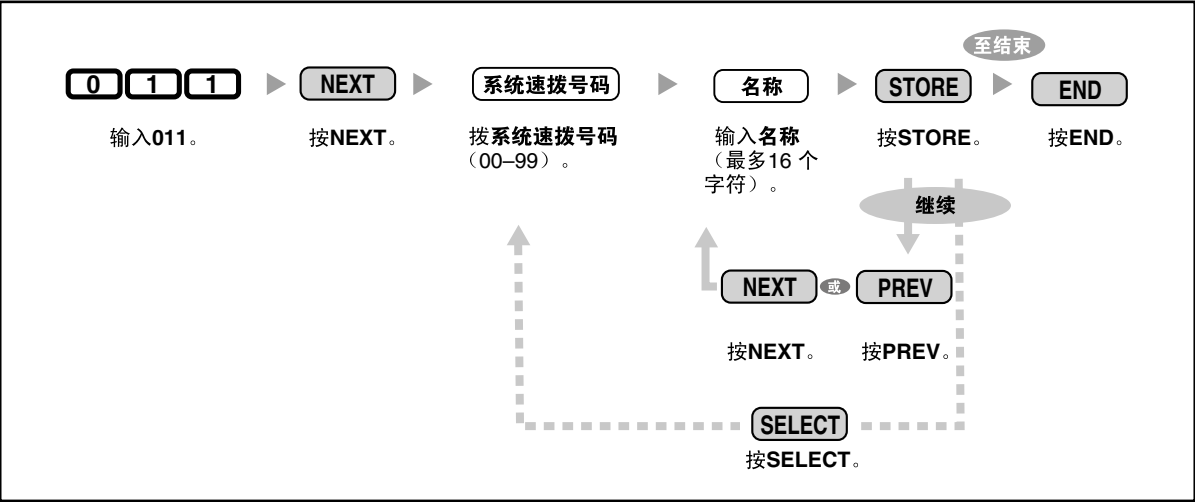 至结束
0 1 1 NEXT 系统速拨号码 名称 STORE END
输入011。 按NEXT。 拨系统速拨号码 输入名称 按STORE。 按END。
（00–99）。 （最多16 个
字符）。
继续
NEXT 或 PREV
按NEXT。 按PREV。
SELECT
按SELECT。